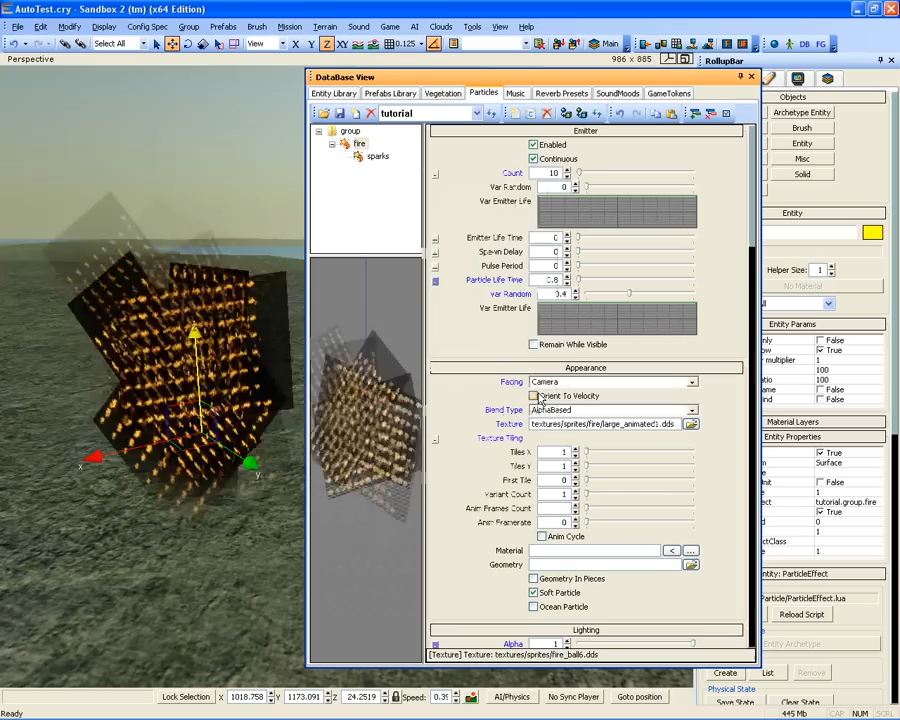 AutoTest.cry - Sandbox 2 (tm) (x64 Edition)
File Edit Modify Display Config Spec Group Prefabs Brush Mission Terrain Sound Game AI Clouds Tools View Help
Select All View X Y Z XY 0.125 Main DB FG
Perspective 986 x 885 RollupBar
DataBase View
Entity Library Prefabs Library Vegetation Particles Music Reverb Presets SoundMoods GameTokens
tutorial
group
fire
sparks
Emitter
Enabled
Continuous
Count 10
Var Random 0
Var Emitter Life
Emitter Life Time 0
Spawn Delay 0
Pulse Period 0
Particle Life Time 0.8
Var Random 0.4
Var Emitter Life
Remain While Visible
Appearance
Facing Camera
Orient To Velocity
Blend Type AlphaBased
Texture textures/sprites/fire/large_animated1.dds
Texture Tiling
Tiles X 1
Tiles Y 1
First Tile 0
Variant Count 1
Anim Frames Count
Anim Framerate 0
Anim Cycle
Material < ...
Geometry
Geometry In Pieces
Soft Particle
Ocean Particle
Lighting
Alpha 1
[Texture] Texture: textures/sprites/fire_ball6.dds
Objects
Archetype Entity
Brush
Entity
Misc
Solid
Entity
Helper Size: 1
No Material
Entity Params
False
True
multiplier 1
100
100
False
Material Layers
Entity Properties
True
Surface
False
tutorial.group.fire
True
0
1
1
Entity: ParticleEffect
Particle/ParticleEffect.lua
Reload Script
Entity Archetype
Create List Remove
Physical State
Save State Clear State
Lock Selection X 1018.758 Y 1173.091 Z 24.2519 Speed: AI/Physics No Sync Player Goto position
Ready 445 Mb CAP NUM SCRL